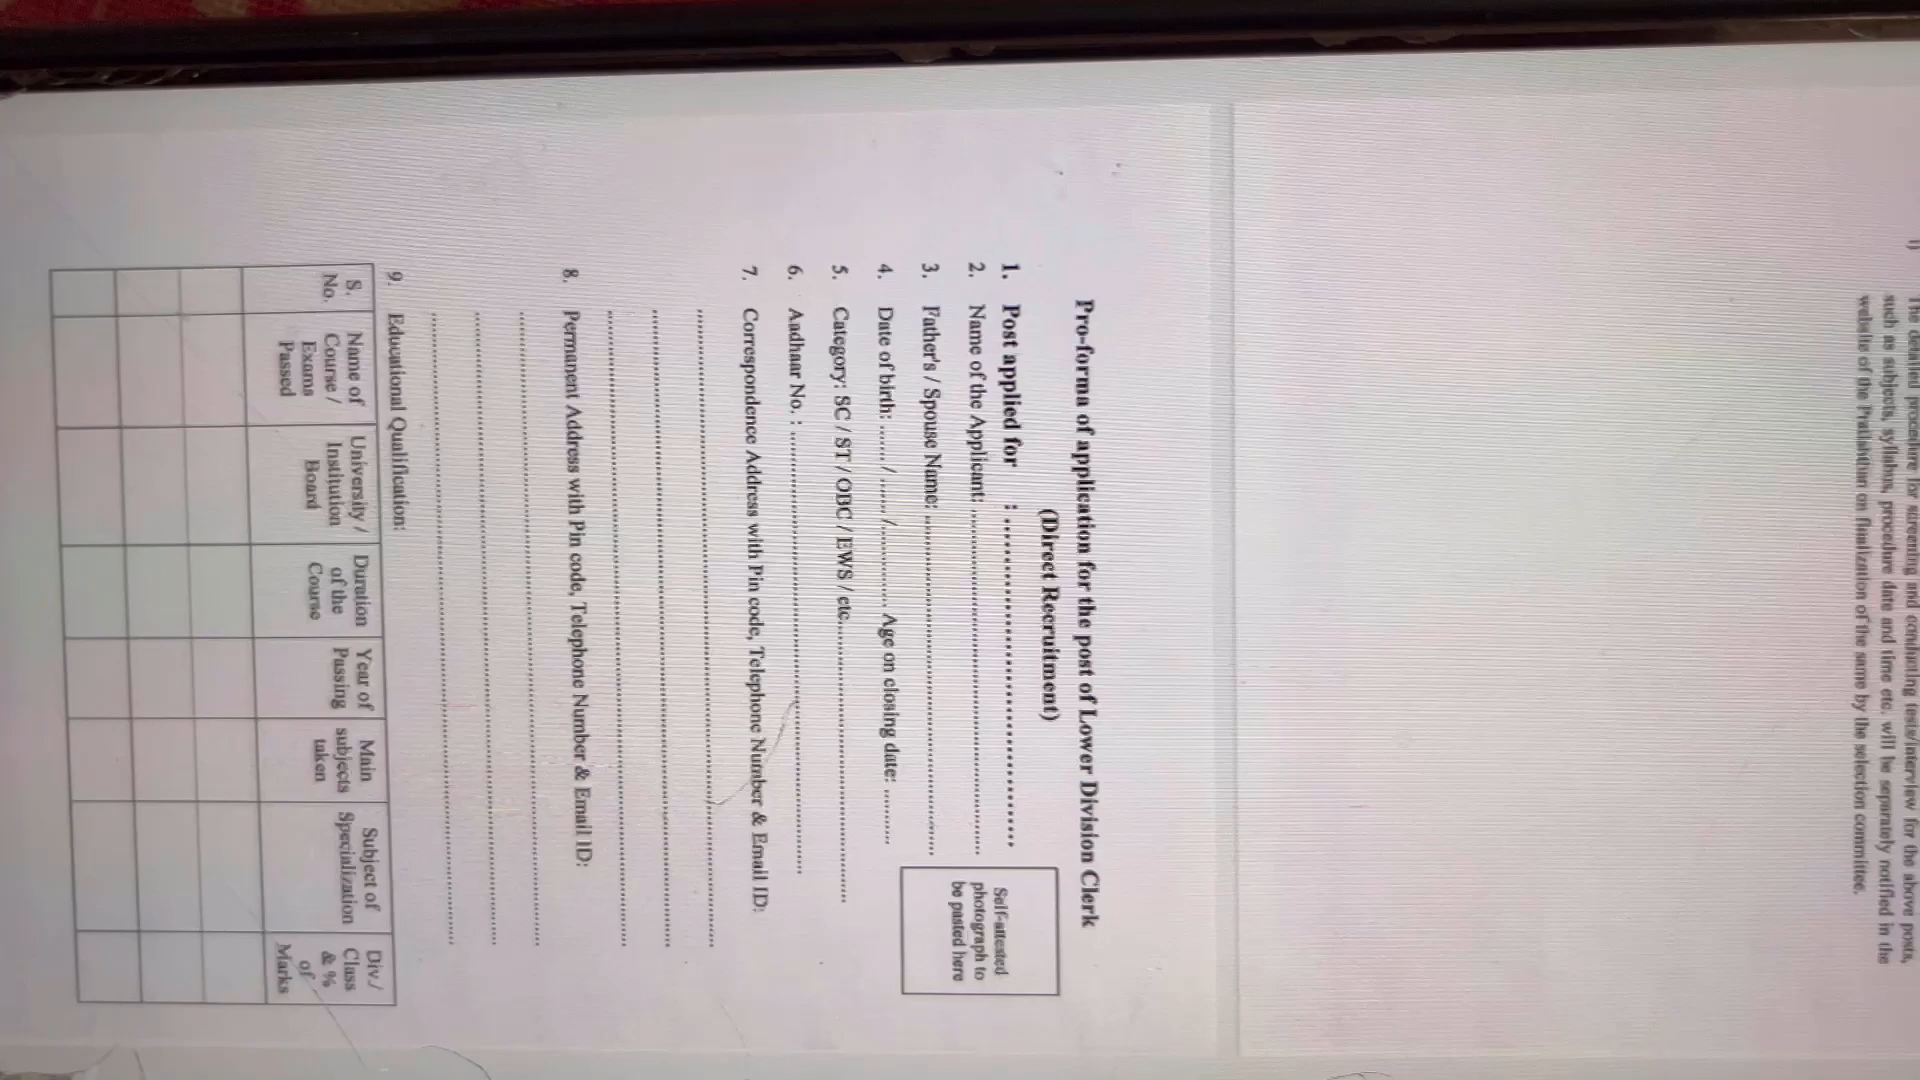 i) The detailed procedure for screening and conducting tests/interview for the above posts,
such as subjects, syllabus, procedure date and time etc. will be separately notified in the
website of the Pratishthan on finalization of the same by the selection committee.
Pro-forma of application for the post of Lower Division Clerk
(Direct Recruitment)
Self-attested
photograph to
be pasted here
1. Post applied for : ........................................
2. Name of the Applicant: ........................................
3. Father's / Spouse Name: ........................................
4. Date of birth: ...... / ...... /............ Age on closing date: ..........
5. Category: SC / ST / OBC / EWS / etc........................................
6. Aadhaar No. : ........................................
7. Correspondence Address with Pin code, Telephone Number & Email ID:
........................................
........................................
........................................
8. Permanent Address with Pin code, Telephone Number & Email ID:
........................................
........................................
........................................
9. Educational Qualification:
S. No. Name of Course / Exams Passed University / Institution Board Duration of the Course Year of Passing Main subjects taken Subject of Specialization Div / Class & % of Marks